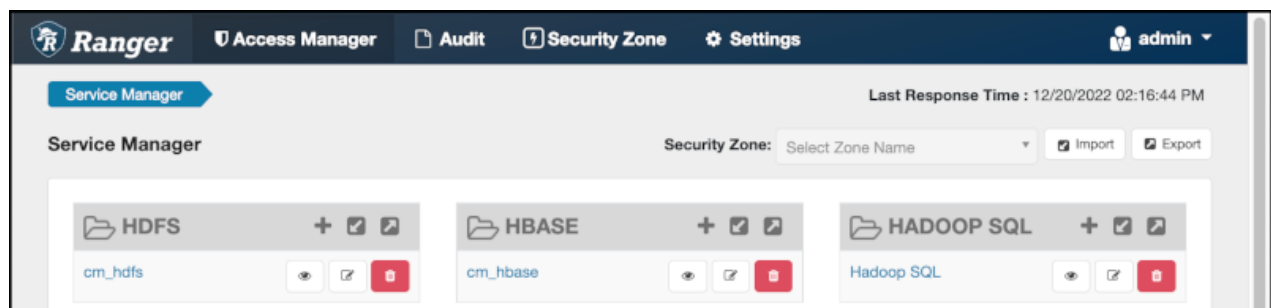 Ranger Access Manager Audit Security Zone Settings admin
Service Manager Last Response Time : 12/20/2022 02:16:44 PM
Service Manager Security Zone: Select Zone Name Import Export
HDFS HBASE HADOOP SQL
cm_hdfs cm_hbase Hadoop SQL